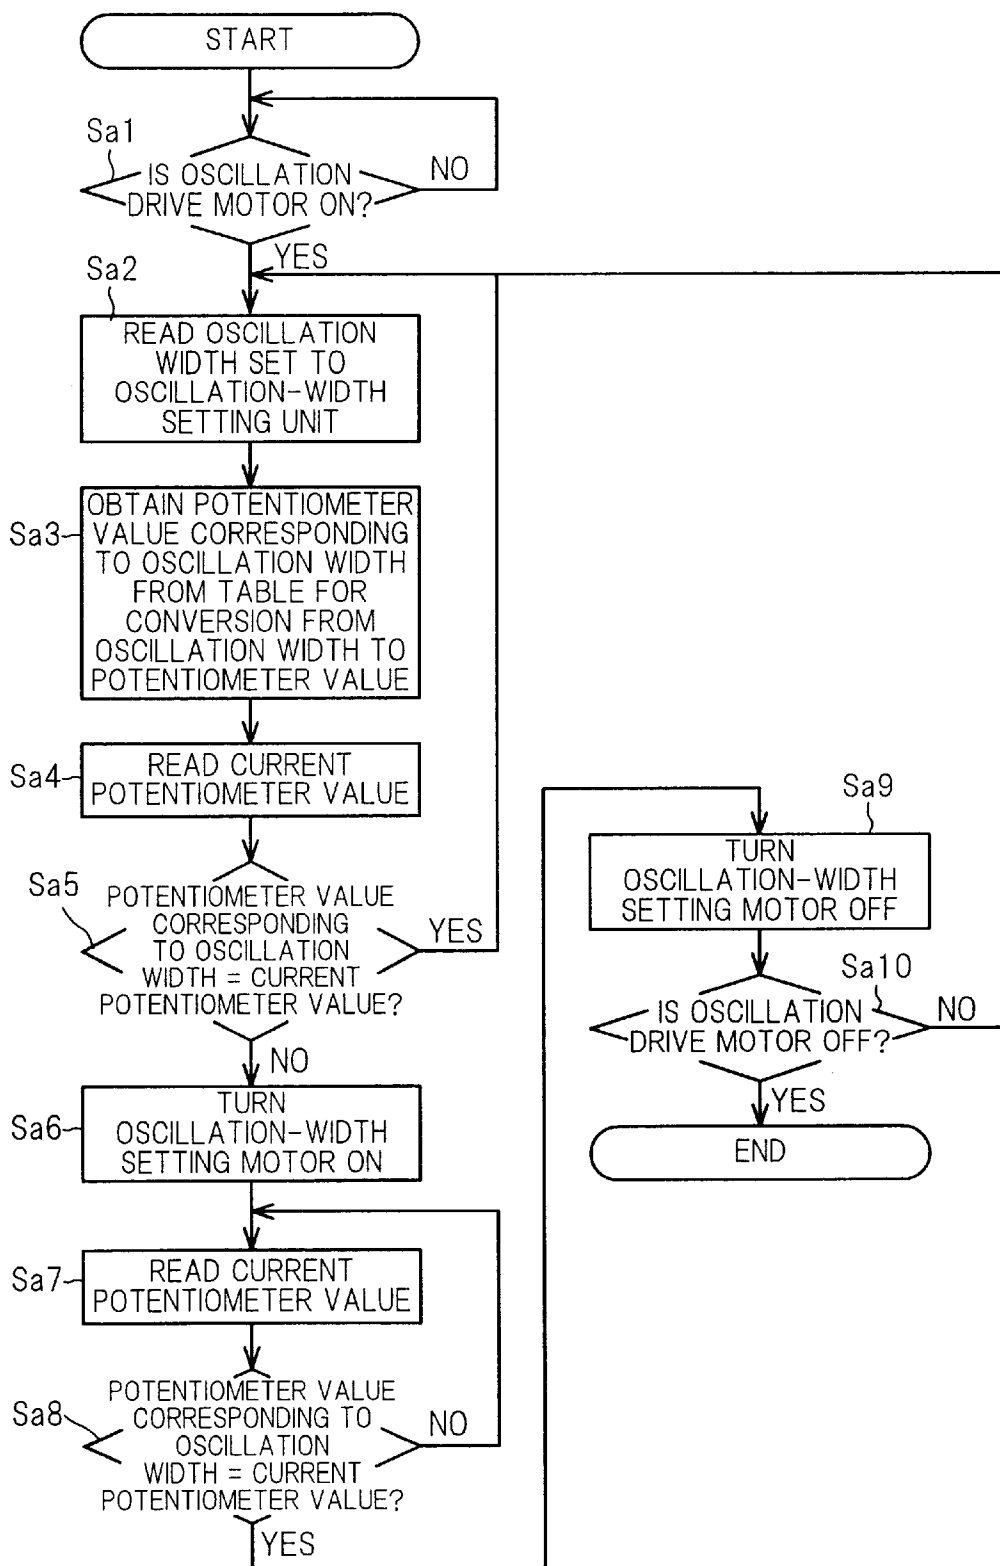 START
Sa1
IS OSCILLATION
DRIVE MOTOR ON?
NO
YES
Sa2
READ OSCILLATION
WIDTH SET TO
OSCILLATION-WIDTH
SETTING UNIT
Sa3
OBTAIN POTENTIOMETER
VALUE CORRESPONDING
TO OSCILLATION WIDTH
FROM TABLE FOR
CONVERSION FROM
OSCILLATION WIDTH TO
POTENTIOMETER VALUE
Sa4
READ CURRENT
POTENTIOMETER VALUE
Sa5
POTENTIOMETER VALUE
CORRESPONDING
TO OSCILLATION
WIDTH = CURRENT
POTENTIOMETER VALUE?
YES
NO
Sa6
TURN
OSCILLATION-WIDTH
SETTING MOTOR ON
Sa7
READ CURRENT
POTENTIOMETER VALUE
Sa8
POTENTIOMETER VALUE
CORRESPONDING TO
OSCILLATION
WIDTH = CURRENT
POTENTIOMETER VALUE?
NO
YES
Sa9
TURN
OSCILLATION-WIDTH
SETTING MOTOR OFF
Sa10
IS OSCILLATION
DRIVE MOTOR OFF?
NO
YES
END